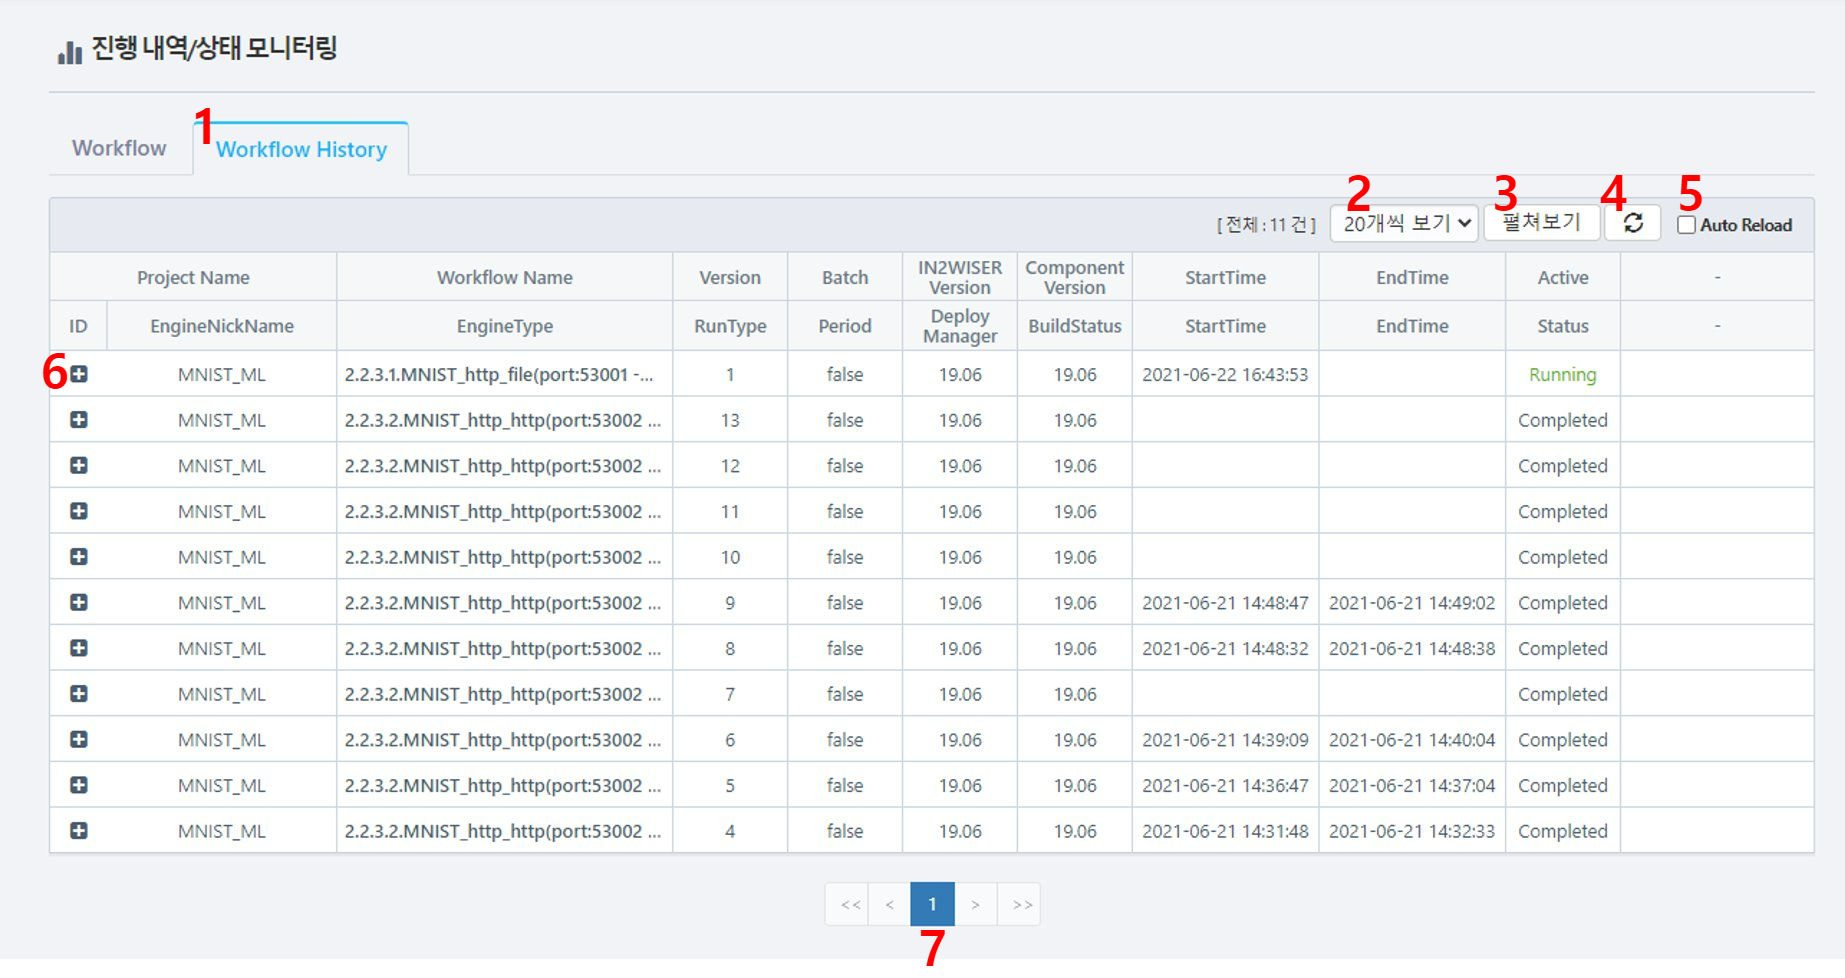 진행 내역/상태 모니터링
1
Workflow Workflow History
2 3 4 5
[ 전체 : 11 건 ] 20개씩 보기 펼쳐보기 Auto Reload
Project Name Workflow Name Version Batch IN2WISER Version Component Version StartTime EndTime Active -
ID EngineNickName EngineType RunType Period Deploy Manager BuildStatus StartTime EndTime Status -
6 MNIST_ML 2.2.3.1.MNIST_http_file(port:53001 -... 1 false 19.06 19.06 2021-06-22 16:43:53 Running
MNIST_ML 2.2.3.2.MNIST_http_http(port:53002 ... 13 false 19.06 19.06 Completed
MNIST_ML 2.2.3.2.MNIST_http_http(port:53002 ... 12 false 19.06 19.06 Completed
MNIST_ML 2.2.3.2.MNIST_http_http(port:53002 ... 11 false 19.06 19.06 Completed
MNIST_ML 2.2.3.2.MNIST_http_http(port:53002 ... 10 false 19.06 19.06 Completed
MNIST_ML 2.2.3.2.MNIST_http_http(port:53002 ... 9 false 19.06 19.06 2021-06-21 14:48:47 2021-06-21 14:49:02 Completed
MNIST_ML 2.2.3.2.MNIST_http_http(port:53002 ... 8 false 19.06 19.06 2021-06-21 14:48:32 2021-06-21 14:48:38 Completed
MNIST_ML 2.2.3.2.MNIST_http_http(port:53002 ... 7 false 19.06 19.06 Completed
MNIST_ML 2.2.3.2.MNIST_http_http(port:53002 ... 6 false 19.06 19.06 2021-06-21 14:39:09 2021-06-21 14:40:04 Completed
MNIST_ML 2.2.3.2.MNIST_http_http(port:53002 ... 5 false 19.06 19.06 2021-06-21 14:36:47 2021-06-21 14:37:04 Completed
MNIST_ML 2.2.3.2.MNIST_http_http(port:53002 ... 4 false 19.06 19.06 2021-06-21 14:31:48 2021-06-21 14:32:33 Completed
<< < 1 > >>
7